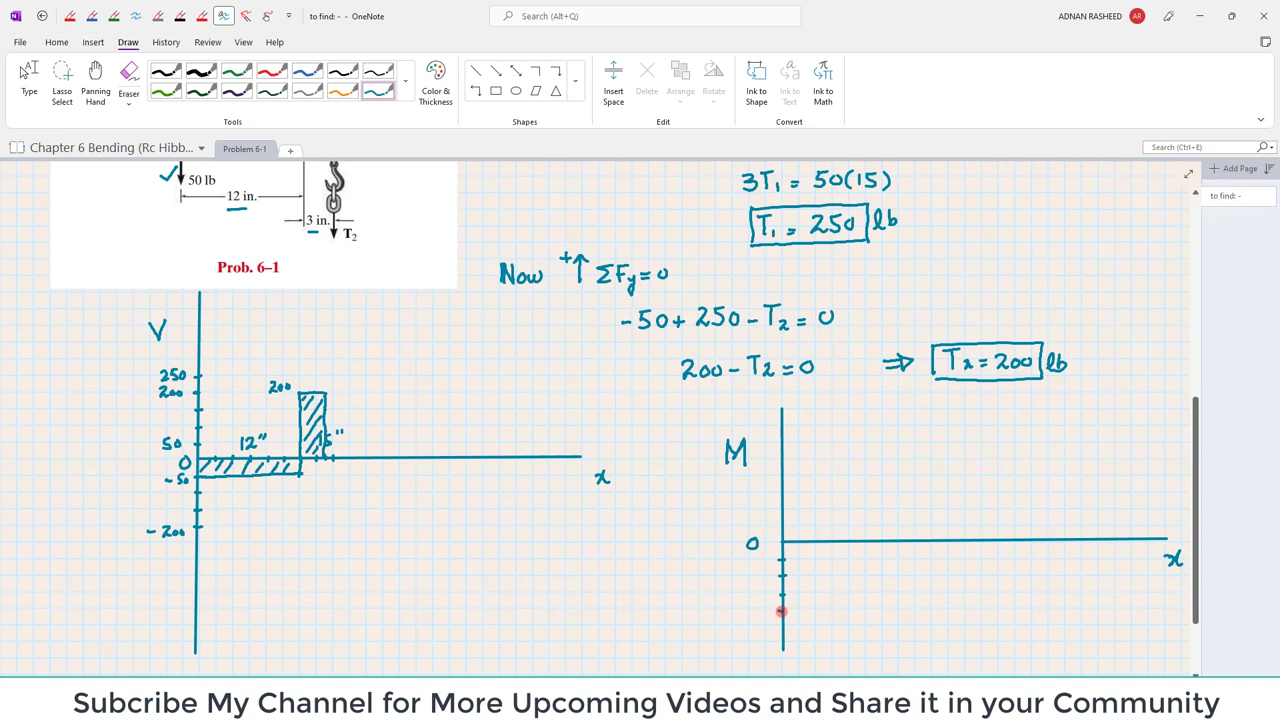 to find: - - OneNote
Search (Alt+Q)
ADNAN RASHEED
AR
File Home Insert Draw History Review View Help
Type
Lasso Select
Panning Hand
Eraser
Color & Thickness
Insert Space
Delete
Arrange
Rotate
Ink to Shape
Ink to Text
Ink to Math
Tools
Shapes
Edit
Convert
Chapter 6 Bending (Rc Hibb...
Problem 6-1
Search (Ctrl+E)
Add Page
to find: -
50 lb
12 in.
3 in.
T2
Prob. 6–1
3T1 = 50(15)
T1 = 250 lb
Now +↑ ΣFy = 0
-50 + 250 - T2 = 0
200 - T2 = 0 ⇒ T2 = 200 lb
V
250
200
200
50
12"
15"
0
-50
x
-200
M
0
x
Subcribe My Channel for More Upcoming Videos and Share it in your Community